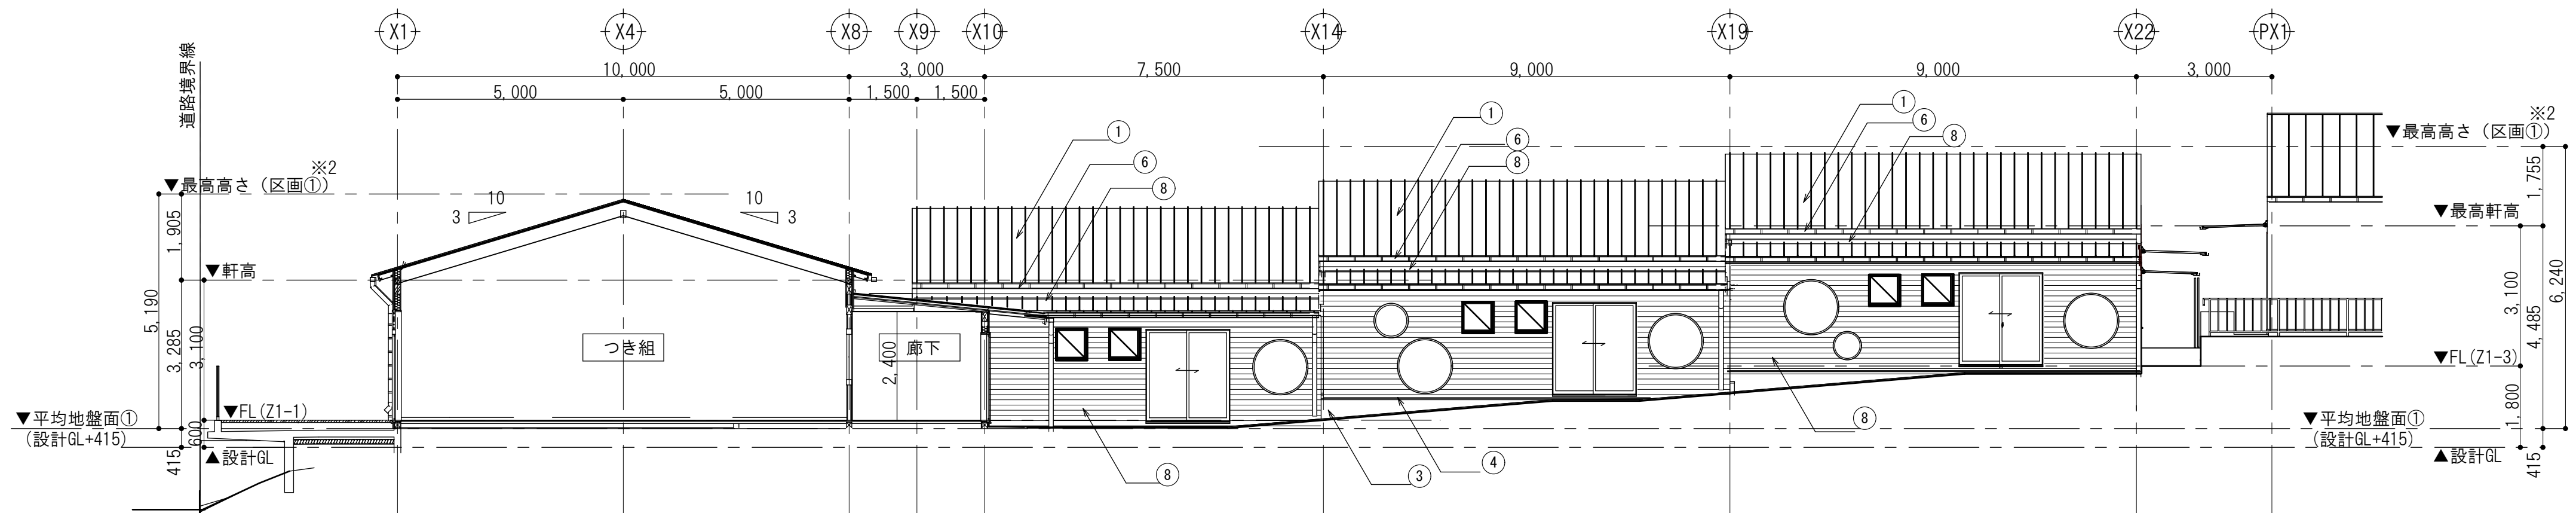 X1 X4 X8 X9 X10 X14 X19 X22 PX1
道路境界線
10,000 3,000 7,500 9,000 9,000 3,000
5,000 5,000 1,500 1,500
① ① ①
⑥ ⑥ ⑥
⑧ ⑧ ⑧
※2
▼最高高さ（区画①）
※2
▼最高高さ（区画①）
10
3
10
3
▼軒高
▼最高軒高
1,905
5,190
3,285
3,100
600
415
1,755
3,100
6,240
4,485
1,800
415
つき組
廊下
2,400
▼FL(Z1-1)
▼FL(Z1-3)
▼平均地盤面①
(設計GL+415)
▲設計GL
▼平均地盤面①
(設計GL+415)
▲設計GL
⑧
③
④
⑧